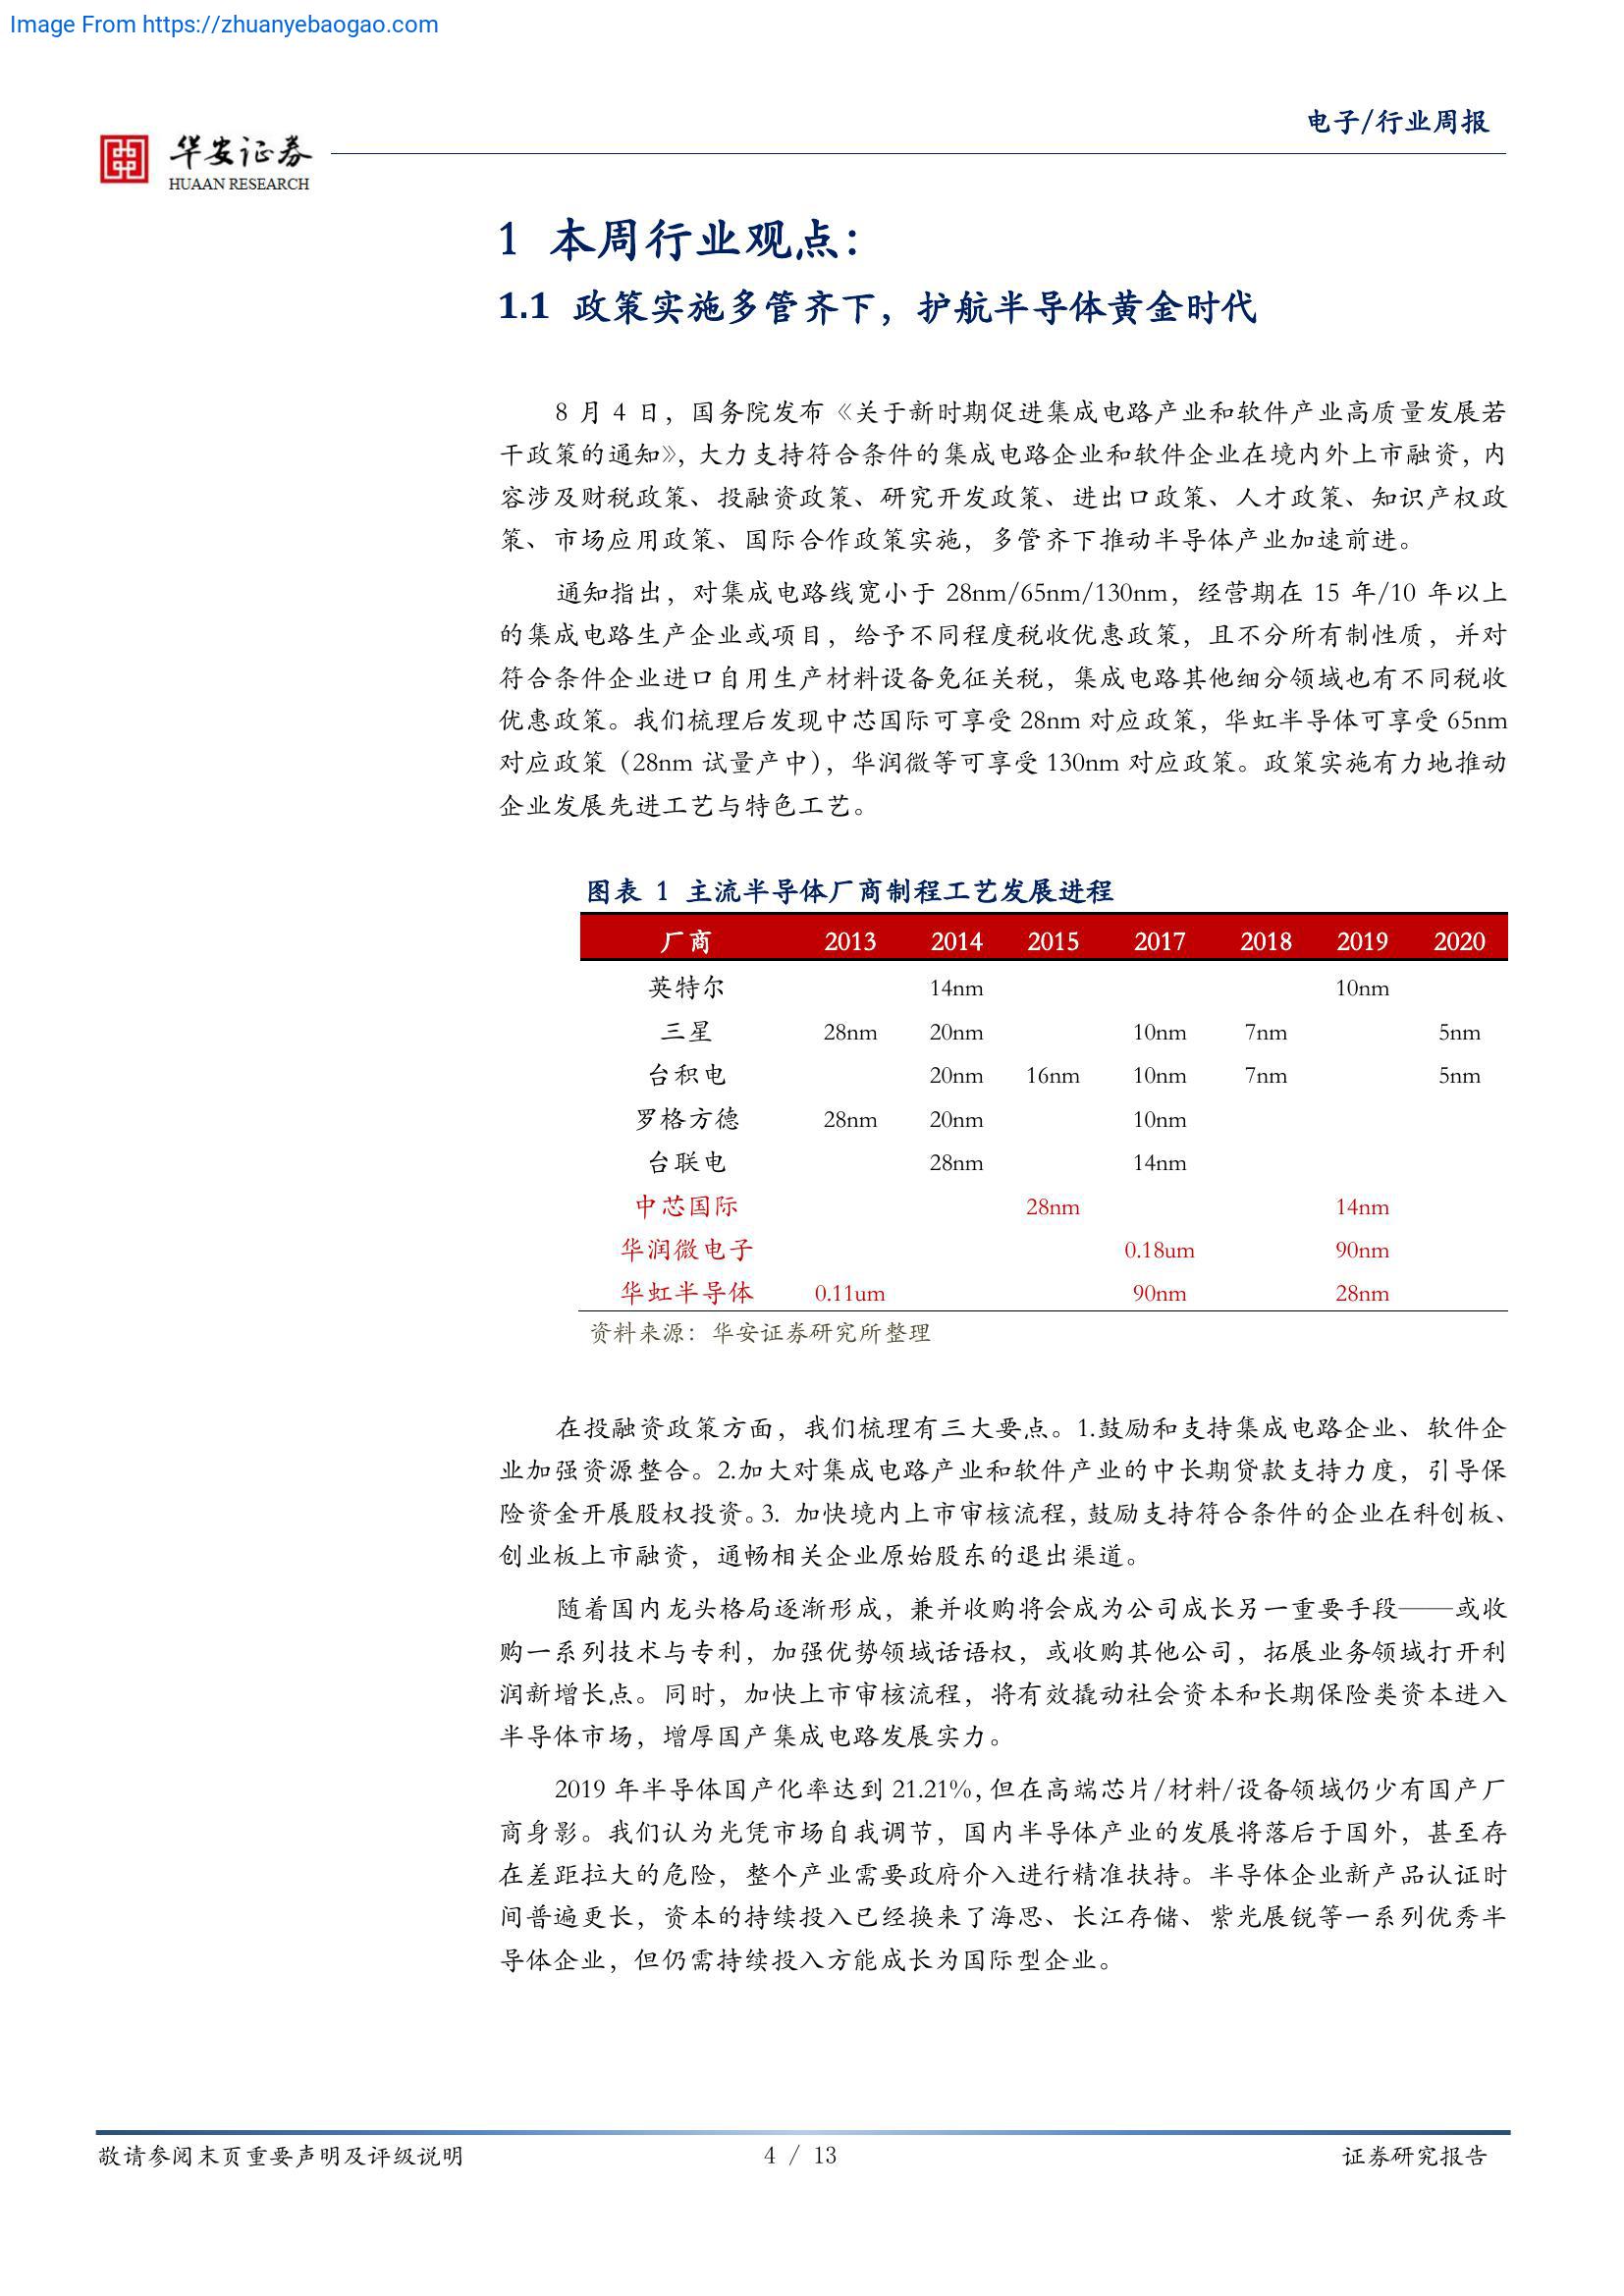 Image From https://zhuanyebaogao.com
电子/行业周报
华安证券
HUAAN RESEARCH
1 本周行业观点：
1.1 政策实施多管齐下，护航半导体黄金时代
8 月 4 日，国务院发布《关于新时期促进集成电路产业和软件产业高质量发展若
干政策的通知》，大力支持符合条件的集成电路企业和软件企业在境内外上市融资，内
容涉及财税政策、投融资政策、研究开发政策、进出口政策、人才政策、知识产权政
策、市场应用政策、国际合作政策实施，多管齐下推动半导体产业加速前进。
通知指出，对集成电路线宽小于 28nm/65nm/130nm，经营期在 15 年/10 年以上
的集成电路生产企业或项目，给予不同程度税收优惠政策，且不分所有制性质，并对
符合条件企业进口自用生产材料设备免征关税，集成电路其他细分领域也有不同税收
优惠政策。我们梳理后发现中芯国际可享受 28nm 对应政策，华虹半导体可享受 65nm
对应政策（28nm 试量产中），华润微等可享受 130nm 对应政策。政策实施有力地推动
企业发展先进工艺与特色工艺。
图表 1 主流半导体厂商制程工艺发展进程
厂商 2013 2014 2015 2017 2018 2019 2020
英特尔 14nm 10nm
三星 28nm 20nm 10nm 7nm 5nm
台积电 20nm 16nm 10nm 7nm 5nm
罗格方德 28nm 20nm 10nm
台联电 28nm 14nm
中芯国际 28nm 14nm
华润微电子 0.18um 90nm
华虹半导体 0.11um 90nm 28nm
资料来源：华安证券研究所整理
在投融资政策方面，我们梳理有三大要点。1.鼓励和支持集成电路企业、软件企
业加强资源整合。2.加大对集成电路产业和软件产业的中长期贷款支持力度，引导保
险资金开展股权投资。3. 加快境内上市审核流程，鼓励支持符合条件的企业在科创板、
创业板上市融资，通畅相关企业原始股东的退出渠道。
随着国内龙头格局逐渐形成，兼并收购将会成为公司成长另一重要手段——或收
购一系列技术与专利，加强优势领域话语权，或收购其他公司，拓展业务领域打开利
润新增长点。同时，加快上市审核流程，将有效撬动社会资本和长期保险类资本进入
半导体市场，增厚国产集成电路发展实力。
2019 年半导体国产化率达到 21.21%，但在高端芯片/材料/设备领域仍少有国产厂
商身影。我们认为光凭市场自我调节，国内半导体产业的发展将落后于国外，甚至存
在差距拉大的危险，整个产业需要政府介入进行精准扶持。半导体企业新产品认证时
间普遍更长，资本的持续投入已经换来了海思、长江存储、紫光展锐等一系列优秀半
导体企业，但仍需持续投入方能成长为国际型企业。
敬请参阅末页重要声明及评级说明 4 / 13 证券研究报告